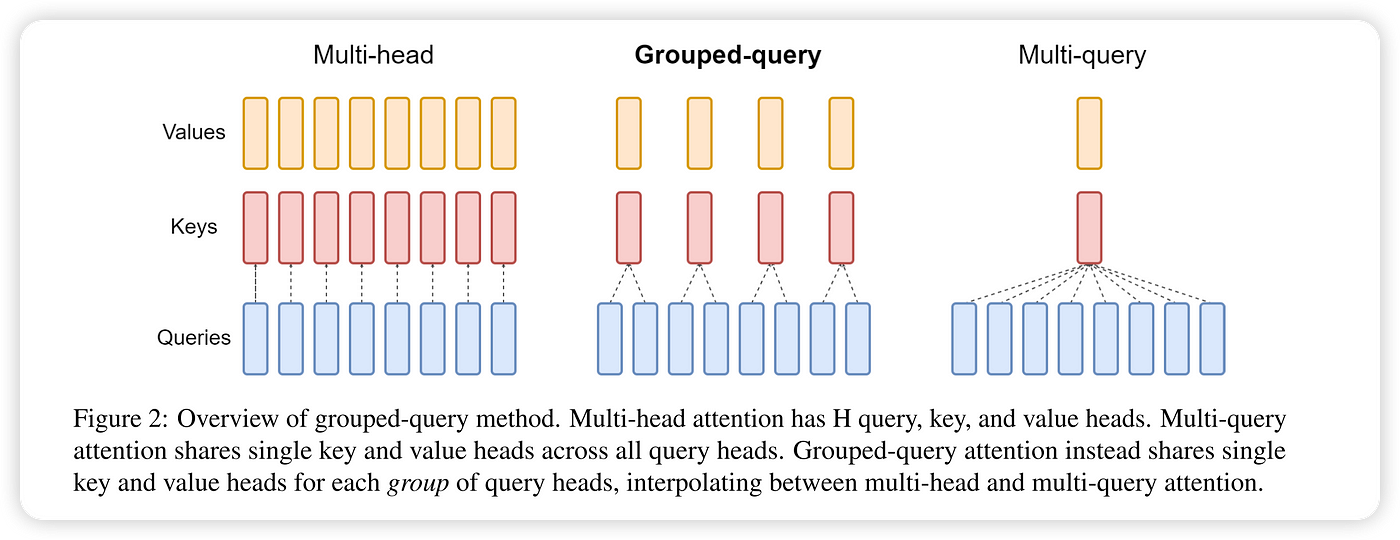 Multi-head
Grouped-query
Multi-query
Values
Keys
Queries
Figure 2: Overview of grouped-query method. Multi-head attention has H query, key, and value heads. Multi-query
attention shares single key and value heads across all query heads. Grouped-query attention instead shares single
key and value heads for each group of query heads, interpolating between multi-head and multi-query attention.